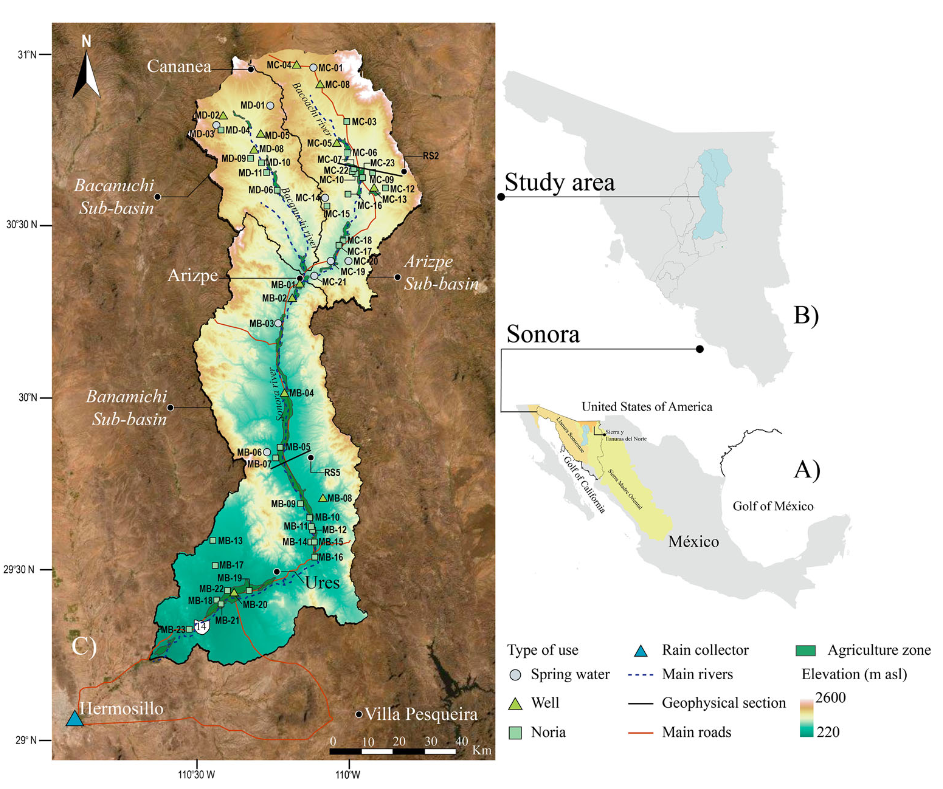 N
31° N
30°30' N
30° N
29°30' N
29° N
110°30' W
110°W
Cananea
MC-04
MC-01
MC-08
MD-01
MD-02
MD-03
MD-04
MC-03
Bacoachi river
MD-05
MC-05
MD-08
MD-09
MD-10
MD-11
MC-06
MC-07
MC-23
RS2
MC-22
MC-10
MC-09
MC-12
MC-13
MD-06
MC-14
MC-15
MC-16
Bacanuchi
Sub-basin
Bacanuchi river
MC-18
MC-17
MC-20
MC-19
MC-21
Arizpe
Arizpe
Sub-basin
MB-01
MB-02
MB-03
Sonora river
MB-04
Banamichi
Sub-basin
MB-05
MB-06
MB-07
RS5
MB-08
MB-09
MB-10
MB-11
MB-12
MB-13
MB-14
MB-15
MB-16
MB-17
MB-19
Ures
MB-22
MB-18
MB-20
MB-21
MB-23
14
C)
Hermosillo
Villa Pesqueira
0 10 20 30 40
Km
Study area
B)
Sonora
United States of America
Sierra y
Llanuras Sonorenses
Golf of California
Sierra Madre Oriental
A)
Golf of México
México
Type of use
Spring water
Well
Noria
Rain collector
Main rivers
Geophysical section
Main roads
Agriculture zone
Elevation (m asl)
2600
220